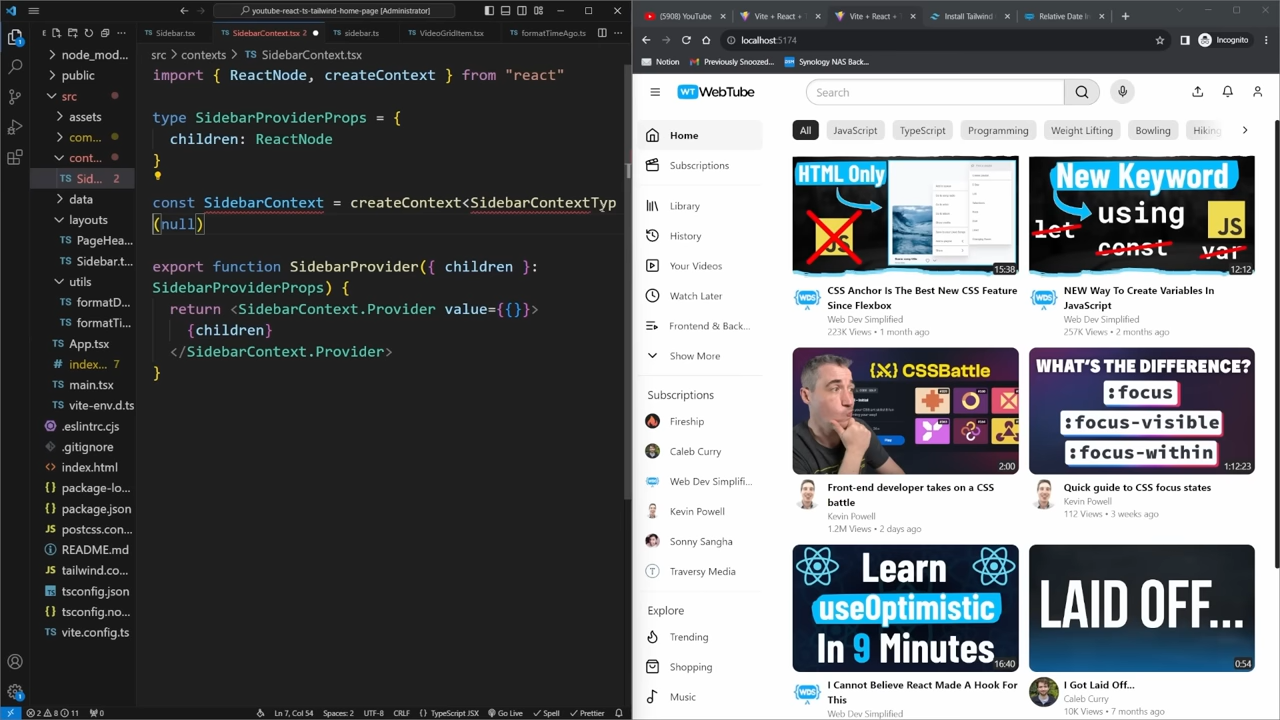 youtube-react-ts-tailwind-home-page [Administrator]
Sidebar.tsx
SidebarContext.tsx 2
sidebar.ts
VideoGridItem.tsx
formatTimeAgo.ts
src > contexts > SidebarContext.tsx
import { ReactNode, createContext } from "react"
type SidebarProviderProps = {
children: ReactNode
}
const SidebarContext = createContext<SidebarContextTyp
(null)
export function SidebarProvider({ children }:
SidebarProviderProps) {
return <SidebarContext.Provider value={{}}>
{children}
</SidebarContext.Provider>
}
node_mod...
public
src
assets
com...
cont...
Sid... 2
data
layouts
PageHea...
Sidebar.t...
utils
formatD...
formatTi...
App.tsx
index... 7
main.tsx
vite-env.d.ts
.eslintrc.cjs
.gitignore
index.html
package-lo...
package.json
postcss.con...
README.md
tailwind.co...
tsconfig.json
tsconfig.no...
vite.config.ts
2 8 11 0
Ln 7, Col 54
Spaces: 2
UTF-8
CRLF
{} TypeScript JSX
Go Live
Spell
Prettier
(5908) YouTube
Vite + React + T
Vite + React + T
Install Tailwind
Relative Date In
localhost:5174
Incognito
Notion
Previously Snoozed...
Synology NAS Back...
WT WebTube
Search
Home
Subscriptions
Library
History
Your Videos
Watch Later
Frontend & Back...
Show More
Subscriptions
Fireship
Caleb Curry
Web Dev Simplifi...
Kevin Powell
Sonny Sangha
Traversy Media
Explore
Trending
Shopping
Music
All
JavaScript
TypeScript
Programming
Weight Lifting
Bowling
Hiking
HTML Only
JS
15:38
CSS Anchor Is The Best New CSS Feature
Since Flexbox
Web Dev Simplified
223K Views • 1 month ago
New Keyword
let
using
const
var
JS
12:12
NEW Way To Create Variables In
JavaScript
Web Dev Simplified
257K Views • 2 months ago
CSSBattle
2:00
Front-end developer takes on a CSS
battle
Kevin Powell
1.2M Views • 2 days ago
WHAT'S THE DIFFERENCE?
:focus
:focus-visible
:focus-within
1:12:23
Quick guide to CSS focus states
Kevin Powell
112 Views • 3 weeks ago
Learn
useOptimistic
In 9 Minutes
16:40
WDS
I Cannot Believe React Made A Hook For
This
Web Dev Simplified
LAID OFF...
0:54
I Got Laid Off...
Caleb Curry
10K Views • 7 months ago